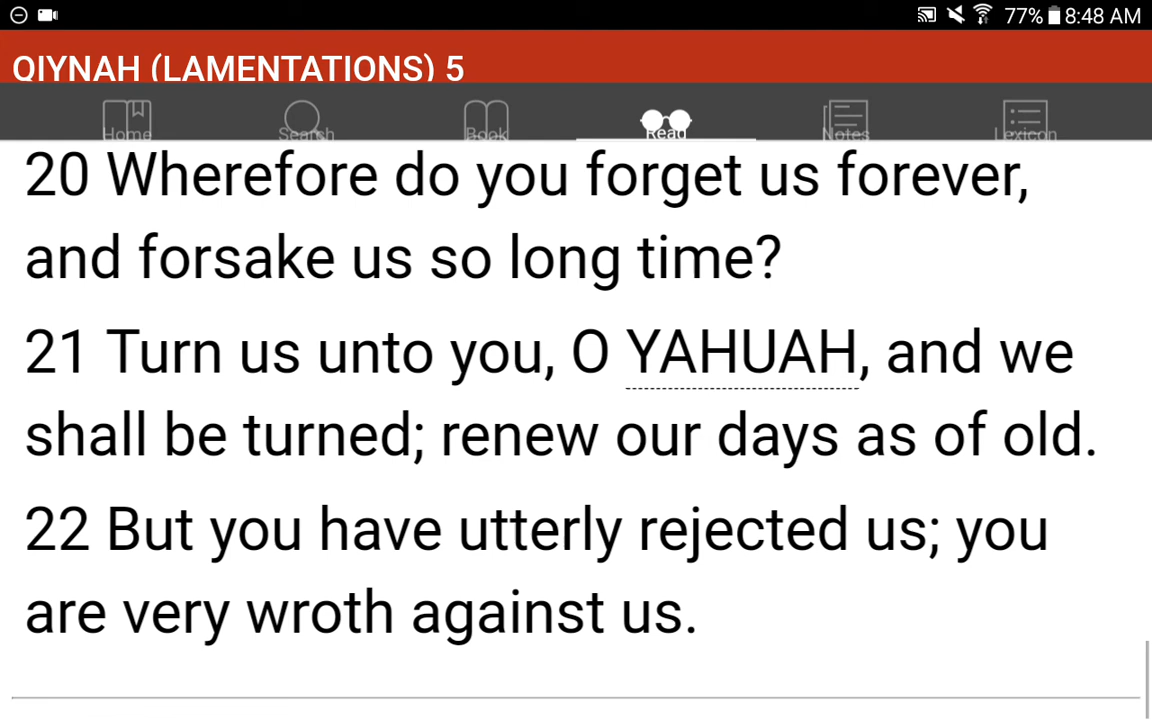 77% 8:48 AM
QIYNAH (LAMENTATIONS) 5
Home Search Book Read Notes Lexicon
20 Wherefore do you forget us forever,
and forsake us so long time?
21 Turn us unto you, O YAHUAH, and we
shall be turned; renew our days as of old.
22 But you have utterly rejected us; you
are very wroth against us.